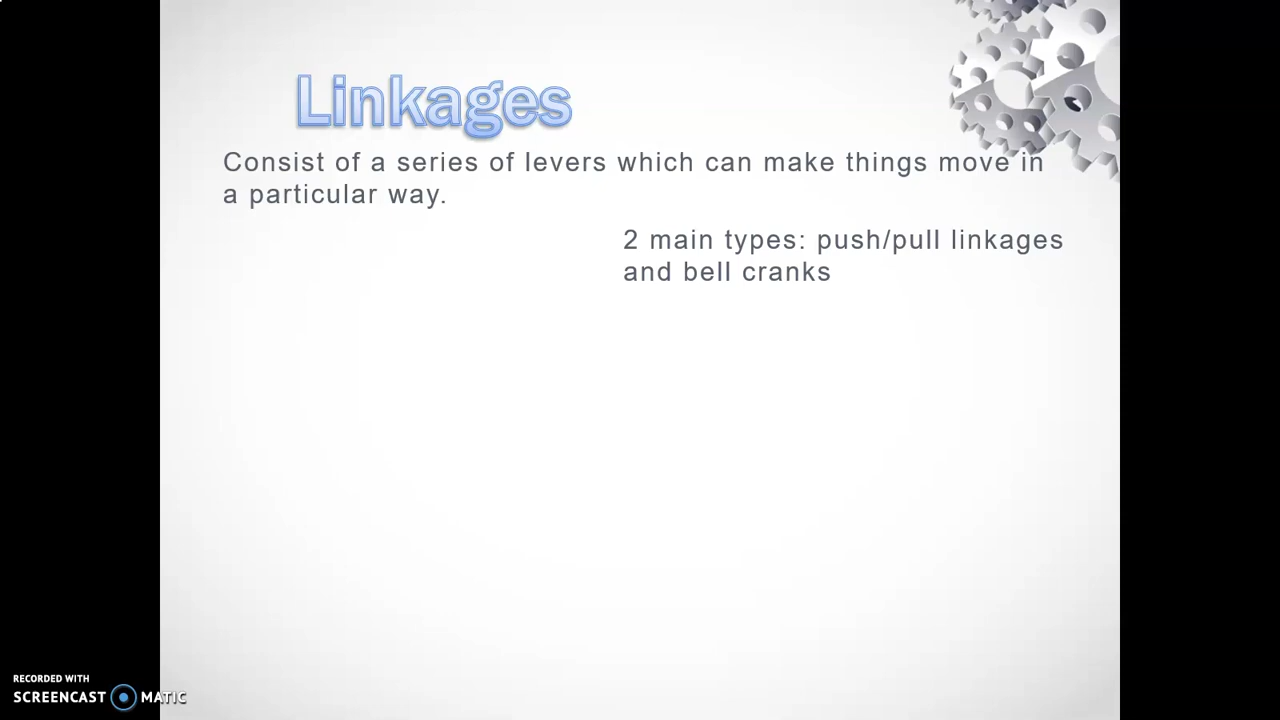 Linkages
Consist of a series of levers which can make things move in
a particular way.
2 main types: push/pull linkages
and bell cranks
RECORDED WITH
SCREENCAST MATIC